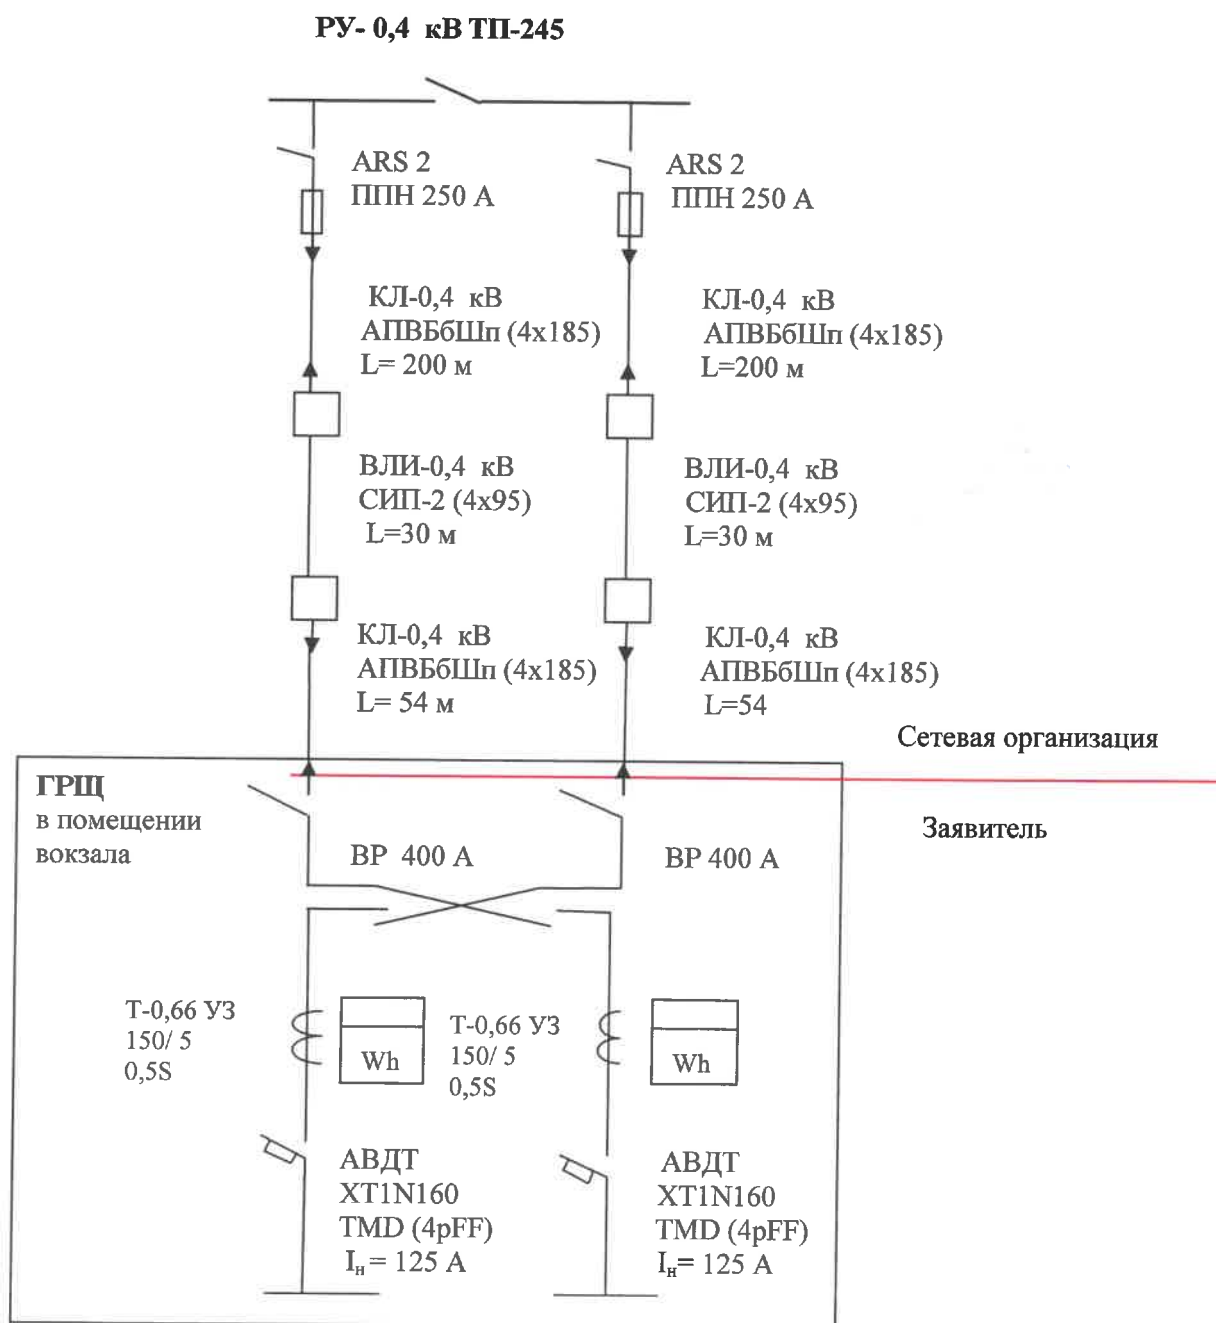 РУ- 0,4 кВ ТП-245
ARS 2
ППН 250 А
ARS 2
ППН 250 А
КЛ-0,4 кВ
АПВБбШп (4х185)
L= 200 м
КЛ-0,4 кВ
АПВБбШп (4х185)
L=200 м
ВЛИ-0,4 кВ
СИП-2 (4х95)
L=30 м
ВЛИ-0,4 кВ
СИП-2 (4х95)
L=30 м
КЛ-0,4 кВ
АПВБбШп (4х185)
L= 54 м
КЛ-0,4 кВ
АПВБбШп (4х185)
L=54
Сетевая организация
Заявитель
ГРЩ
в помещении
вокзала
ВР 400 А
ВР 400 А
Т-0,66 У3
150/ 5
0,5S
Wh
Т-0,66 У3
150/ 5
0,5S
Wh
АВДТ
XT1N160
TMD (4pFF)
Iн= 125 А
АВДТ
XT1N160
TMD (4pFF)
Iн= 125 А